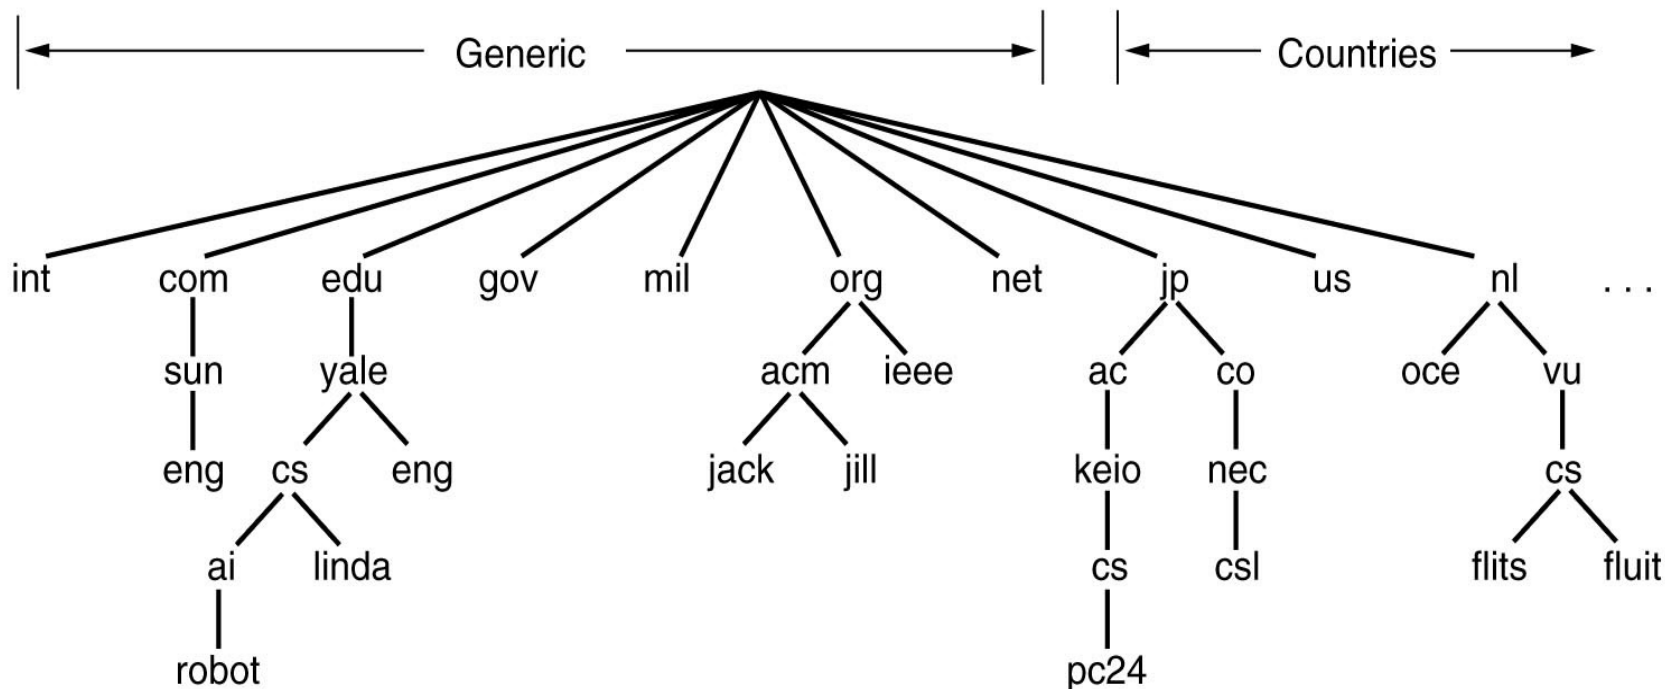 Generic Countries
int com edu gov mil org net jp us nl . . .
sun yale acm ieee ac co oce vu
eng cs eng jack jill keio nec cs
ai linda cs csl flits fluit
robot pc24